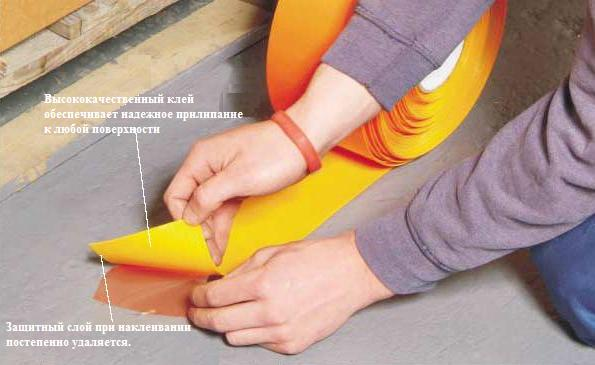 Высококачественный клей
обеспечивает надежное прилипание
к любой поверхности
Защитный слой при наклеивании
постепенно удаляется.